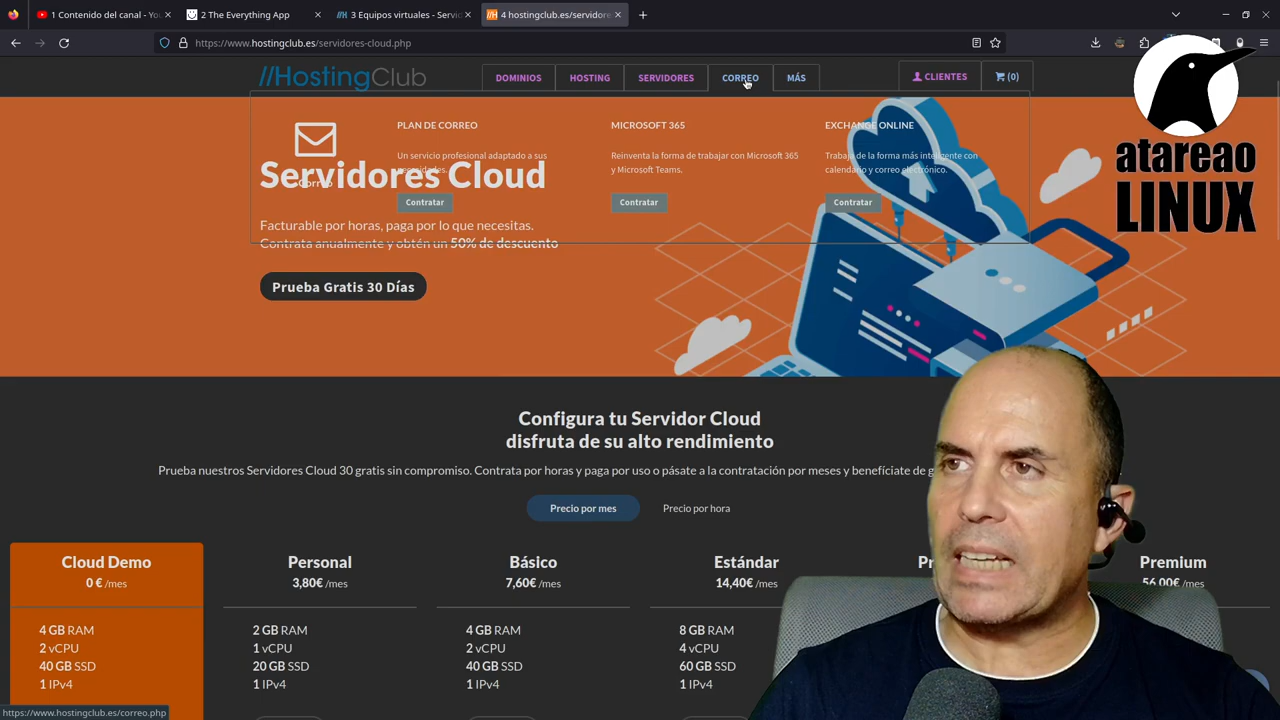 1 Contenido del canal - You
2 The Everything App
3 Equipos virtuales - Servid
4 hostingclub.es/servidores
https://www.hostingclub.es/servidores-cloud.php
//HostingClub
DOMINIOS
HOSTING
SERVIDORES
CORREO
MÁS
CLIENTES
(0)
PLAN DE CORREO
MICROSOFT 365
EXCHANGE ONLINE
Un servicio profesional adaptado a sus
Reinventa la forma de trabajar con Microsoft 365
y Microsoft Teams.
Trabaja de la forma más inteligente con
calendario y correo electrónico.
Correo
Contratar
Contratar
Contratar
Servidores Cloud
Facturable por horas, paga por lo que necesitas.
Contrata anualmente y obtén un 50% de descuento
Prueba Gratis 30 Días
atareao
LINUX
Configura tu Servidor Cloud
disfruta de su alto rendimiento
Prueba nuestros Servidores Cloud 30 gratis sin compromiso. Contrata por horas y paga por uso o pásate a la contratación por meses y benefíciate de
Precio por mes
Precio por hora
Cloud Demo
0 € /mes
4 GB RAM
2 vCPU
40 GB SSD
1 IPv4
Personal
3,80€ /mes
2 GB RAM
1 vCPU
20 GB SSD
1 IPv4
Básico
7,60€ /mes
4 GB RAM
2 vCPU
40 GB SSD
1 IPv4
Estándar
14,40€ /mes
8 GB RAM
4 vCPU
60 GB SSD
1 IPv4
Premium
56,00€ /mes
https://www.hostingclub.es/correo.php